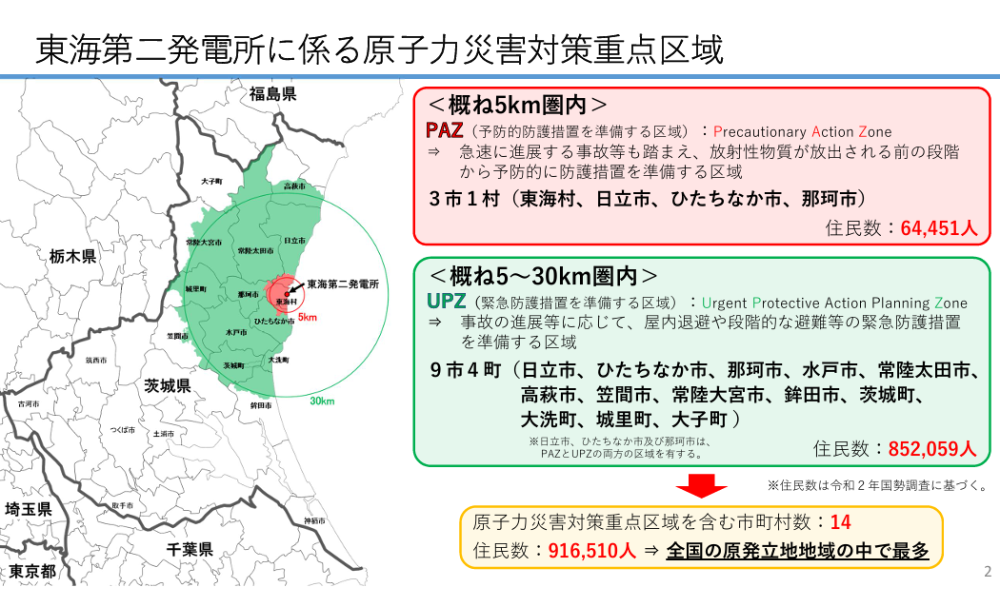 東海第二発電所に係る原子力災害対策重点区域
福島県
大子町
高萩市
常陸大宮市
日立市
常陸太田市
栃木県
城里町
那珂市
東海第二発電所
東海村
5km
ひたちなか市
笠間市
水戸市
筑西市
茨城町
大洗町
茨城県
30km
古河市
鉾田市
つくば市
土浦市
取手市
埼玉県
神栖市
千葉県
東京都
＜概ね5km圏内＞
PAZ（予防的防護措置を準備する区域）：Precautionary Action Zone
⇒ 急速に進展する事故等も踏まえ、放射性物質が放出される前の段階
から予防的に防護措置を準備する区域
３市１村（東海村、日立市、ひたちなか市、那珂市）
住民数：64,451人
＜概ね5～30km圏内＞
UPZ（緊急防護措置を準備する区域）：Urgent Protective Action Planning Zone
⇒ 事故の進展等に応じて、屋内退避や段階的な避難等の緊急防護措置
を準備する区域
９市４町（日立市、ひたちなか市、那珂市、水戸市、常陸太田市、
高萩市、笠間市、常陸大宮市、鉾田市、茨城町、
大洗町、城里町、大子町 ）
※日立市、ひたちなか市及び那珂市は、
PAZとUPZの両方の区域を有する。
住民数：852,059人
※住民数は令和２年国勢調査に基づく。
原子力災害対策重点区域を含む市町村数：14
住民数：916,510人 ⇒ 全国の原発立地地域の中で最多
2